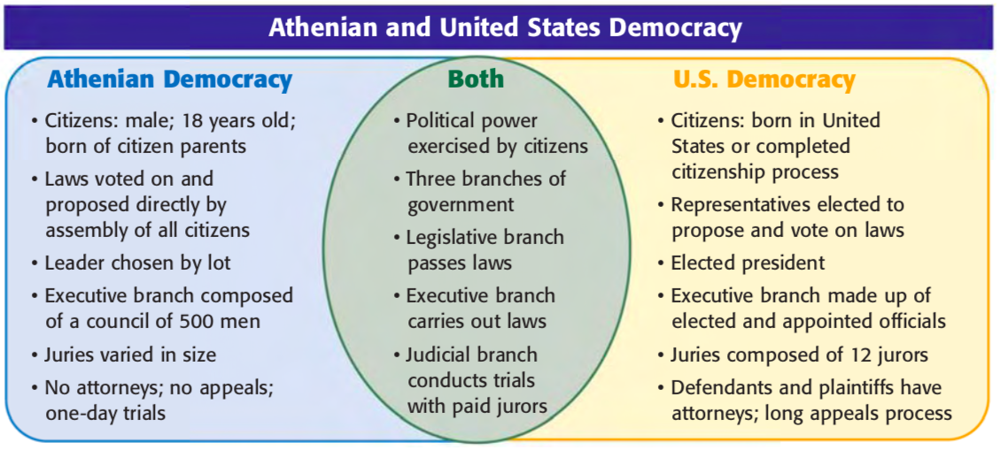 Athenian and United States Democracy
Athenian Democracy
• Citizens: male; 18 years old;
born of citizen parents
• Laws voted on and
proposed directly by
assembly of all citizens
• Leader chosen by lot
• Executive branch composed
of a council of 500 men
• Juries varied in size
• No attorneys; no appeals;
one-day trials
Both
• Political power
exercised by citizens
• Three branches of
government
• Legislative branch
passes laws
• Executive branch
carries out laws
• Judicial branch
conducts trials
with paid jurors
U.S. Democracy
• Citizens: born in United
States or completed
citizenship process
• Representatives elected to
propose and vote on laws
• Elected president
• Executive branch made up of
elected and appointed officials
• Juries composed of 12 jurors
• Defendants and plaintiffs have
attorneys; long appeals process